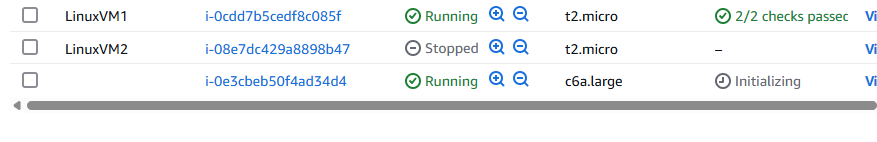 LinuxVM1 i-0cdd7b5cedf8c085f Running t2.micro 2/2 checks passec Vi
LinuxVM2 i-08e7dc429a8898b47 Stopped t2.micro – Vi
i-0e3cbeb50f4ad34d4 Running c6a.large Initializing Vi